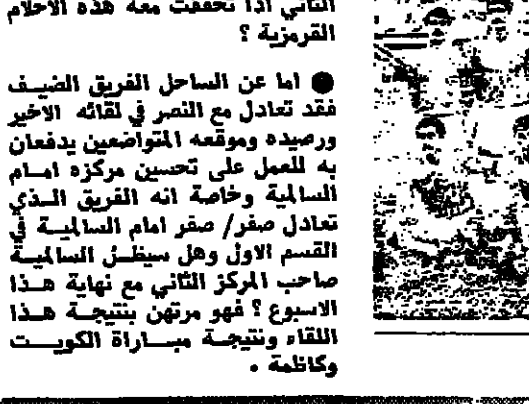 الثاني اذا تحققت معه هذه الاحلام
القرمزية ؟
● اما عن الساحل الفريق الضيف
فقد تعادل مع النصر في لقائه الاخير
ورصيده وموقعه المتواضعين يدفعان
به للعمل على تحسين مركزه امام
السالمية وخاصة انه الفريق الذي
تعادل صفر/ صفر امام السالمية في
القسم الاول وهل سيظل السالمية
صاحب المركز الثاني مع نهاية هذا
الاسبوع ؟ فهو مرتهن بنتيجة هذا
اللقاء ونتيجة مباراة الكويت
وكاظمة .